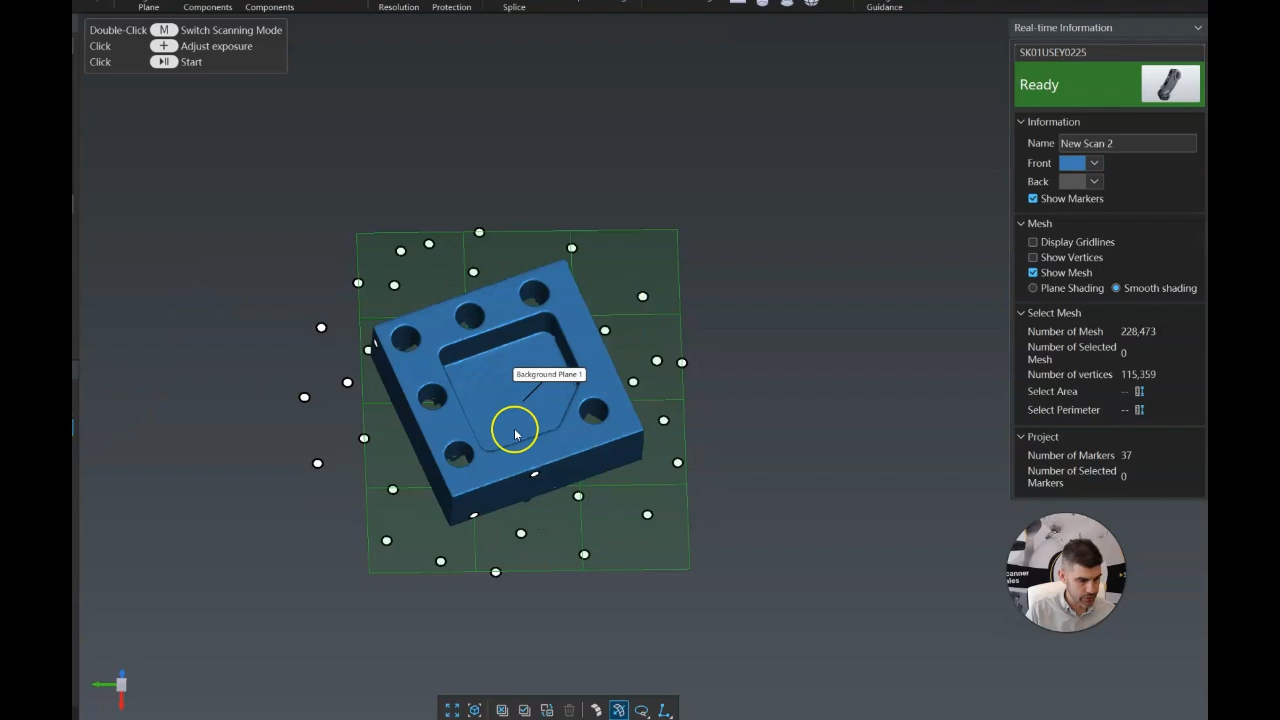 Plane
Components
Components
Resolution
Protection
Splice
Guidance
Double-Click M Switch Scanning Mode
Click + Adjust exposure
Click Start
Real-time Information
SK01USEY0225
Ready
Information
Name New Scan 2
Front
Back
Show Markers
Mesh
Display Gridlines
Show Vertices
Show Mesh
Plane Shading Smooth shading
Select Mesh
Number of Mesh 228,473
Number of Selected Mesh 0
Number of vertices 115,359
Select Area --
Select Perimeter --
Project
Number of Markers 37
Number of Selected Markers 0
Background Plane 1